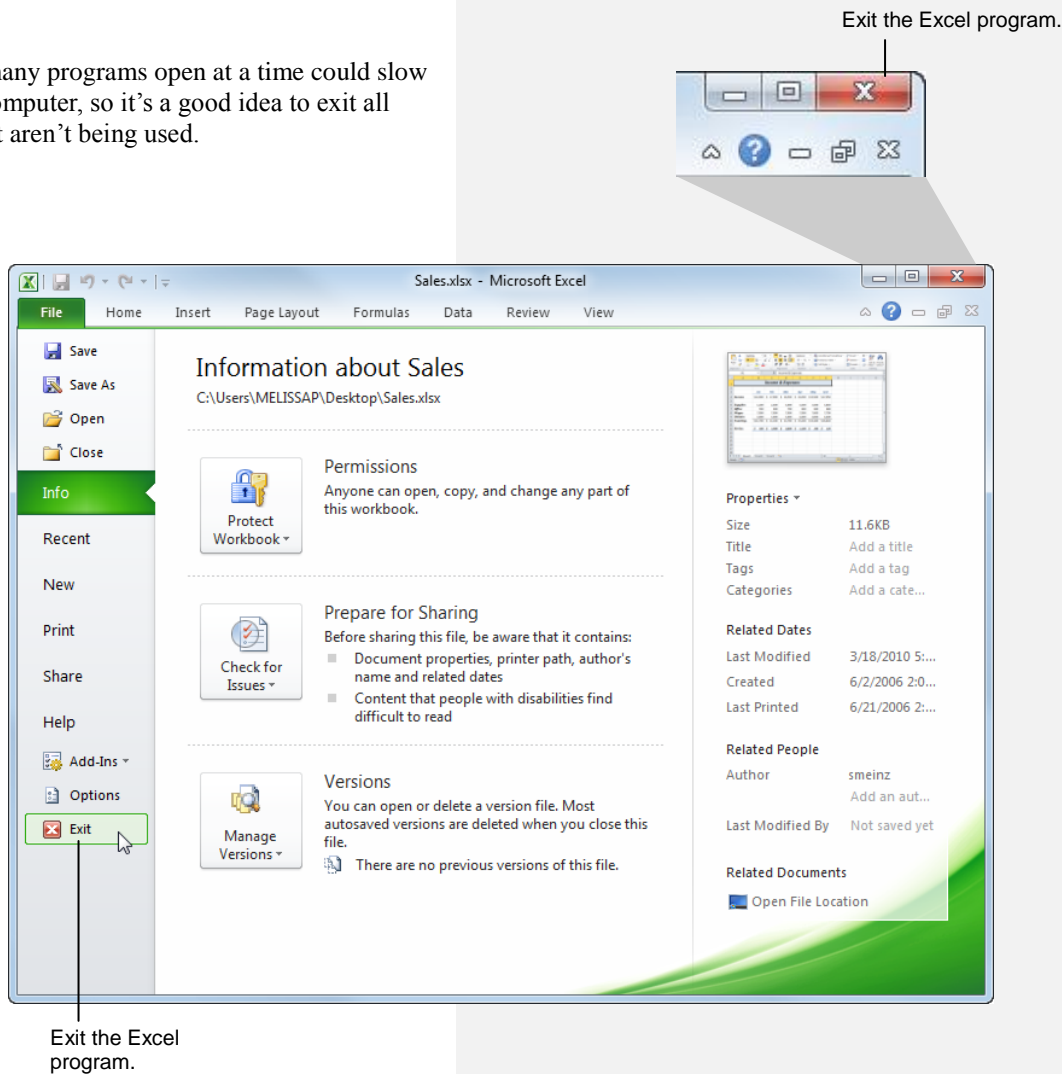 Exit the Excel program.
many programs open at a time could slow
computer, so it's a good idea to exit all
t aren't being used.
Sales.xlsx - Microsoft Excel
File Home Insert Page Layout Formulas Data Review View
Save
Save As
Open
Close
Info
Recent
New
Print
Share
Help
Add-Ins
Options
Exit
Information about Sales
C:\Users\MELISSAP\Desktop\Sales.xlsx
Protect
Workbook
Permissions
Anyone can open, copy, and change any part of
this workbook.
Check for
Issues
Prepare for Sharing
Before sharing this file, be aware that it contains:
Document properties, printer path, author's
name and related dates
Content that people with disabilities find
difficult to read
Manage
Versions
Versions
You can open or delete a version file. Most
autosaved versions are deleted when you close this
file.
There are no previous versions of this file.
Properties
Size 11.6KB
Title Add a title
Tags Add a tag
Categories Add a cate...
Related Dates
Last Modified 3/18/2010 5:...
Created 6/2/2006 2:0...
Last Printed 6/21/2006 2:...
Related People
Author smeinz
Add an aut...
Last Modified By Not saved yet
Related Documents
Open File Location
Exit the Excel
program.